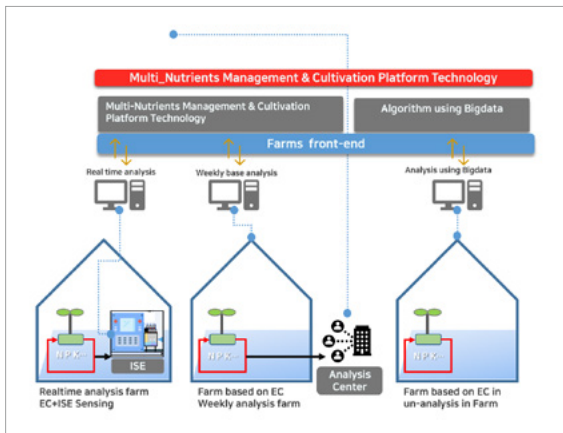 Multi_Nutrients Management & Cultivation Platform Technology
Multi-Nutrients Management & Cultivation
Platform Technology
Algorithm using Bigdata
Farms front-end
Real time analysis
Weekly base analysis
Analysis using Bigdata
NPK--
ISE
NPK--
Analysis
Center
NPK--
Realtime analysis farm
EC+ISE Sensing
Farm based on EC
Weekly analysis farm
Farm based on EC in
un-analysis in Farm